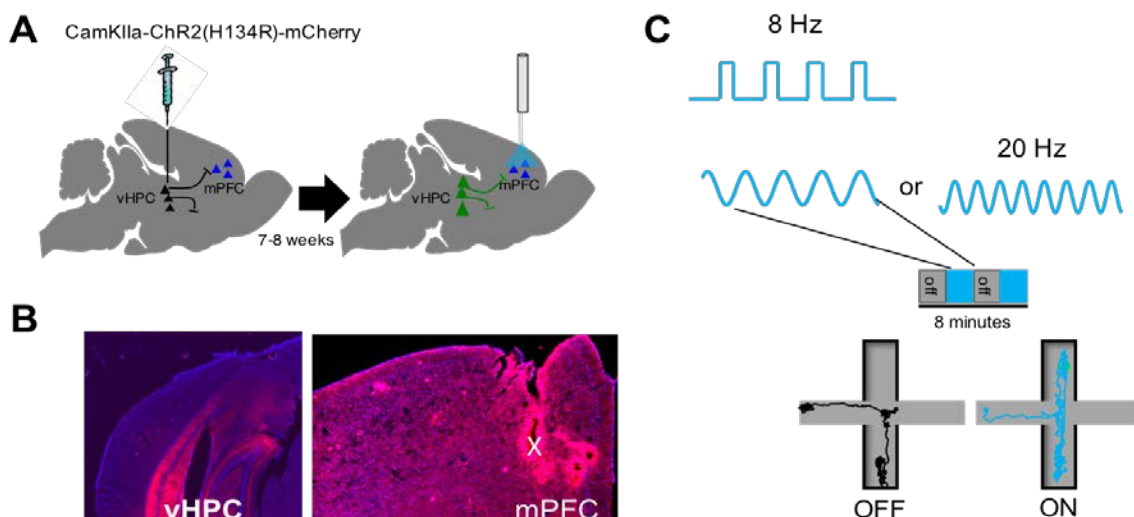 A
CamKIIa-ChR2(H134R)-mCherry
vHPC
mPFC
7-8 weeks
vHPC
mPFC
B
vHPC
X
mPFC
C
8 Hz
20 Hz
or
off
off
8 minutes
OFF
ON